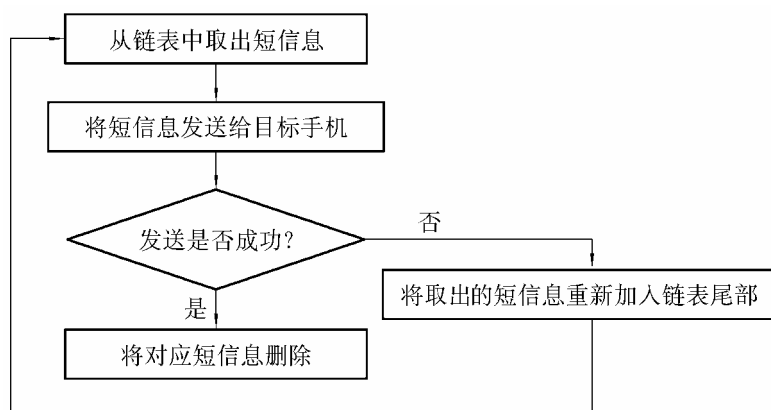 从链表中取出短信息
将短信息发送给目标手机
发送是否成功?
否
将取出的短信息重新加入链表尾部
是
将对应短信息删除